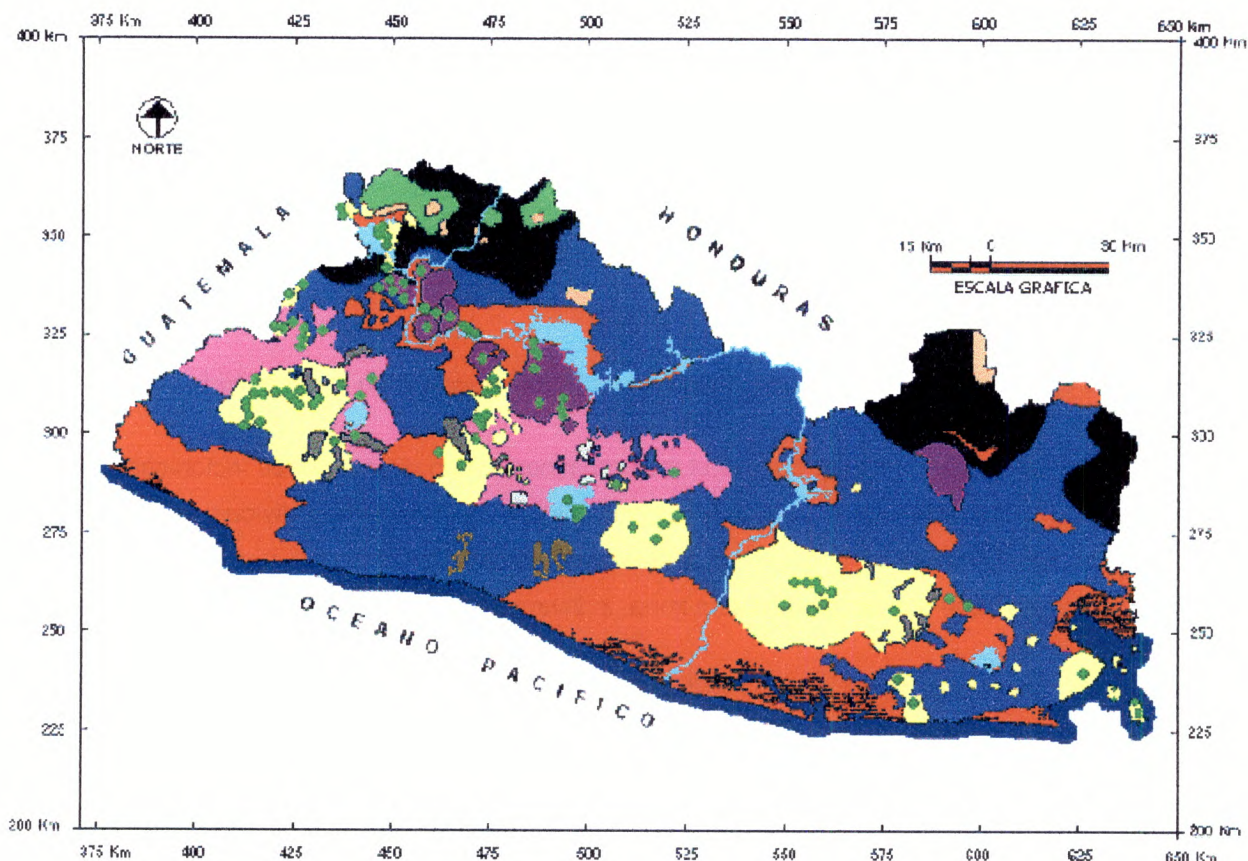 375 Km 400 425 450 475 500 525 550 575 600 625 650 Km
400 Km 400 Km
375 375
NORTE
GUATEMALA
HONDURAS
350 350
15 Km 0 30 Km
ESCALA GRAFICA
325 325
300 300
275 275
OCEANO PACIFICO
250 250
225 225
200 Km 200 Km
375 Km 400 425 450 475 500 525 550 575 600 625 650 Km